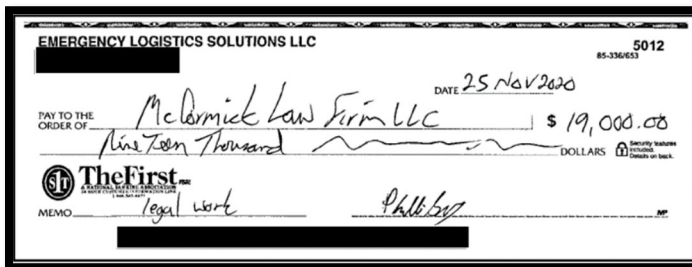 EMERGENCY LOGISTICS SOLUTIONS LLC
5012
85-336/653
DATE 25 NOV 2020
PAY TO THE ORDER OF McCormick Law Firm LLC $ 19,000.00
Nine Teen Thousand DOLLARS Security features included. Details on back.
TheFirst
A NATIONAL BANKING ASSOCIATION
MEMO legal work
MP